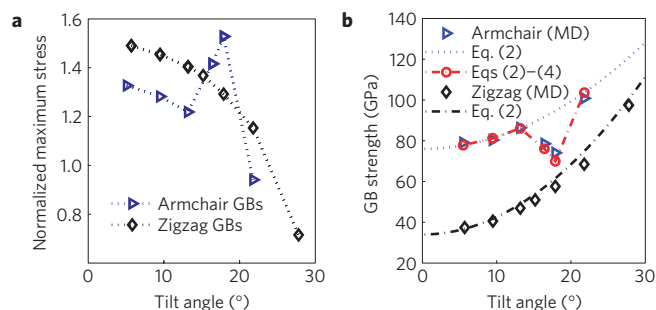 a
Normalized maximum stress
1.6
1.4
1.2
1.0
0.8
Armchair GBs
Zigzag GBs
0
10
20
30
Tilt angle (°)
b
GB strength (GPa)
140
120
100
80
60
40
20
Armchair (MD)
Eq. (2)
Eqs (2)–(4)
Zigzag (MD)
Eq. (2)
0
10
20
30
Tilt angle (°)